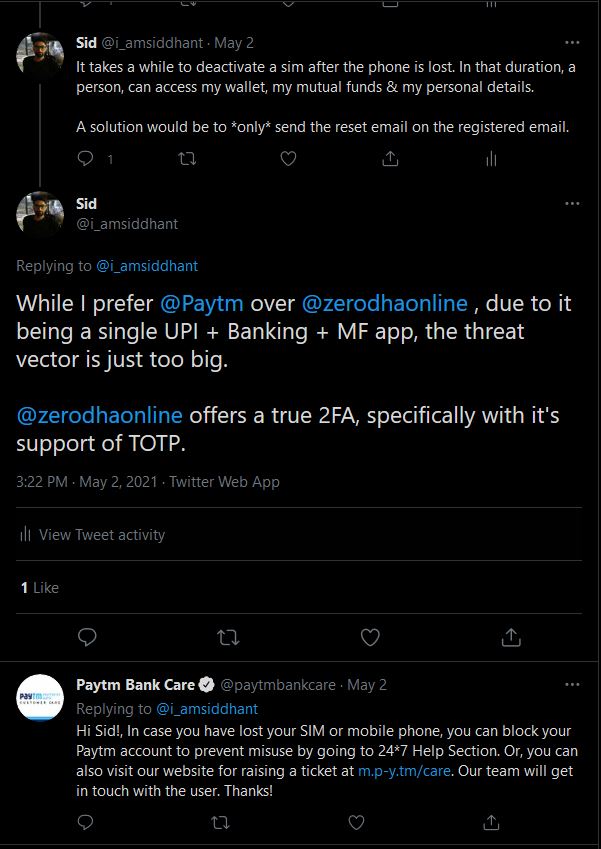 Sid @i_amsiddhant · May 2
It takes a while to deactivate a sim after the phone is lost. In that duration, a
person, can access my wallet, my mutual funds & my personal details.
A solution would be to *only* send the reset email on the registered email.
1
Sid
@i_amsiddhant
Replying to @i_amsiddhant
While I prefer @Paytm over @zerodhaonline , due to it
being a single UPI + Banking + MF app, the threat
vector is just too big.
@zerodhaonline offers a true 2FA, specifically with it's
support of TOTP.
3:22 PM · May 2, 2021 · Twitter Web App
View Tweet activity
1 Like
Paytm Bank Care @paytmbankcare · May 2
Replying to @i_amsiddhant
Hi Sid!, In case you have lost your SIM or mobile phone, you can block your
Paytm account to prevent misuse by going to 24*7 Help Section. Or, you can
also visit our website for raising a ticket at m.p-y.tm/care. Our team will get
in touch with the user. Thanks!
paytm
CUSTOMER CARE